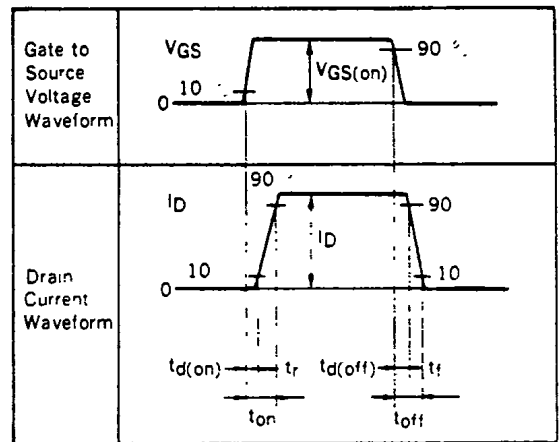 Gate to
Source
Voltage
Waveform
VGS
10
0
VGS(on)
90 %
Drain
Current
Waveform
ID
90
10
0
ID
90
10
td(on)
tr
td(off)
tf
ton
toff